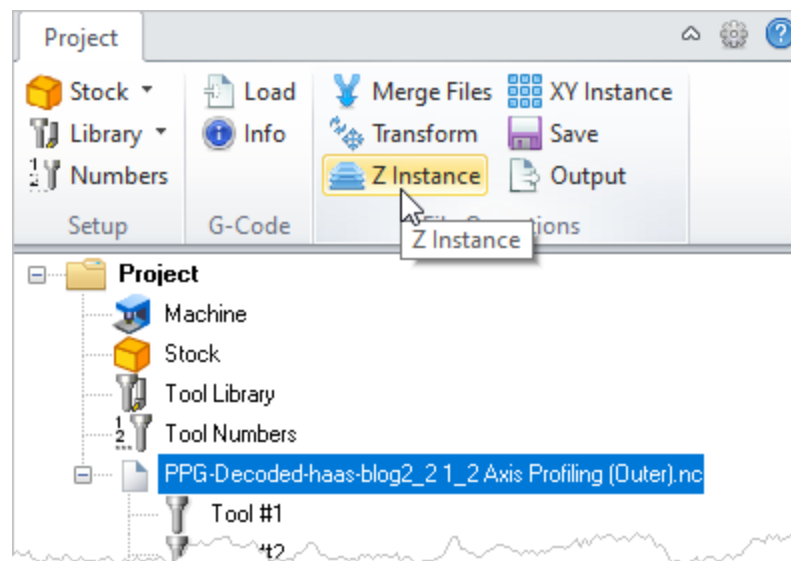 Project
Stock
Load
Merge Files
XY Instance
Library
Info
Transform
Save
Numbers
Z Instance
Output
Setup
G-Code
Z Instance
Project
Machine
Stock
Tool Library
Tool Numbers
PPG-Decoded-haas-blog2_2 1_2 Axis Profiling (Outer).nc
Tool #1